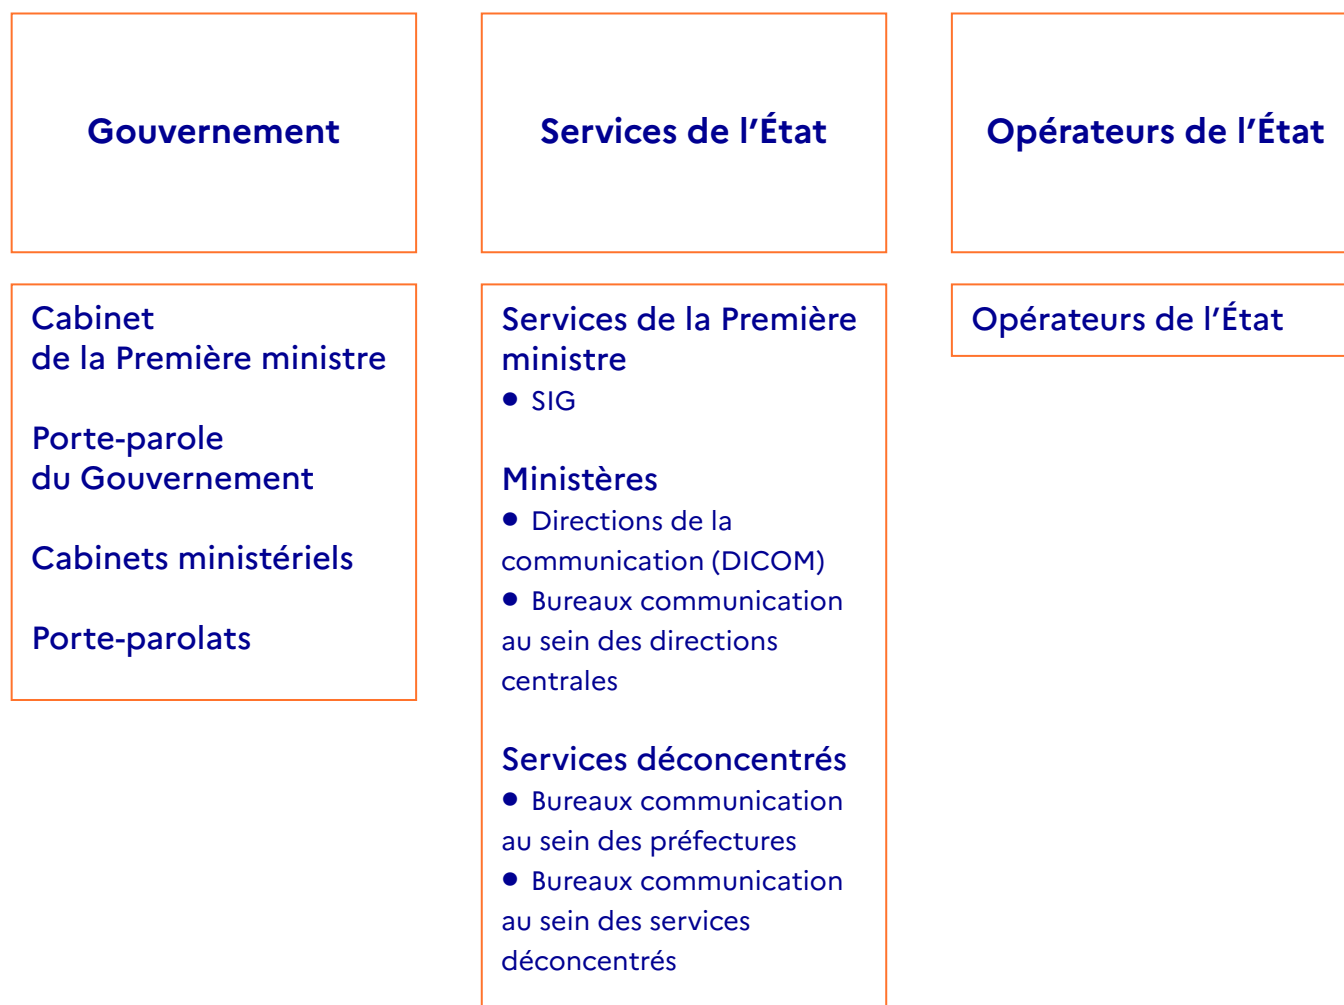 Gouvernement
Services de l’État
Opérateurs de l’État
Cabinet
de la Première ministre
Porte-parole
du Gouvernement
Cabinets ministériels
Porte-parolats
Services de la Première
ministre
● SIG
Ministères
● Directions de la
communication (DICOM)
● Bureaux communication
au sein des directions
centrales
Services déconcentrés
● Bureaux communication
au sein des préfectures
● Bureaux communication
au sein des services
déconcentrés
Opérateurs de l’État